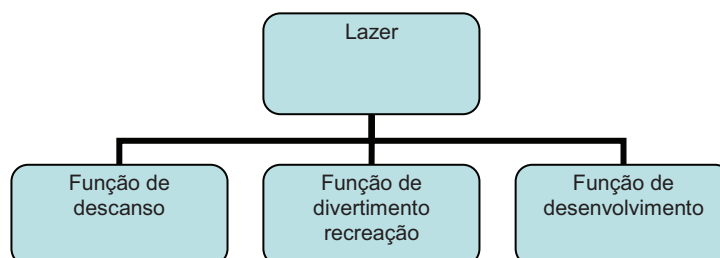 Lazer
Função de
descanso
Função de
divertimento
recreação
Função de
desenvolvimento